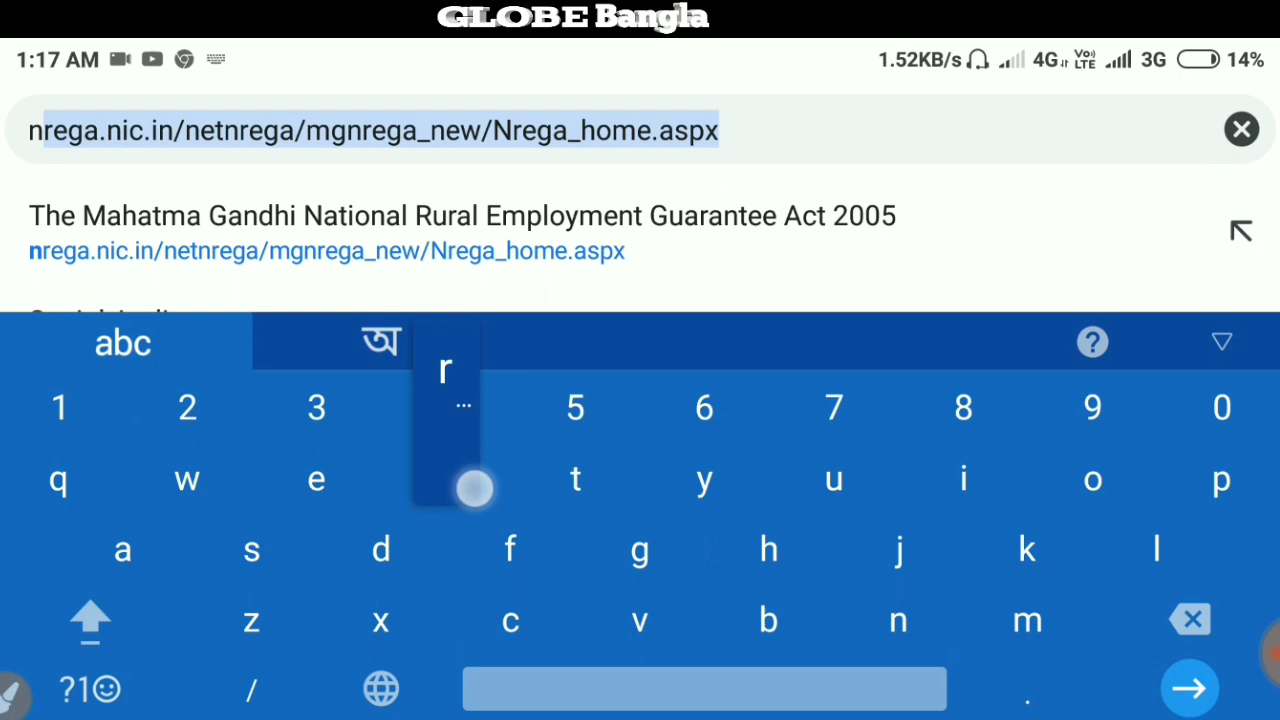 GLOBE Bangla
1:17 AM 1.52KB/s 4G Vo) LTE 3G 14%
nrega.nic.in/netnrega/mgnrega_new/Nrega_home.aspx
The Mahatma Gandhi National Rural Employment Guarantee Act 2005
nrega.nic.in/netnrega/mgnrega_new/Nrega_home.aspx
abc অ ?
r
...
1 2 3 5 6 7 8 9 0
q w e t y u i o p
a s d f g h j k l
z x c v b n m
?1☺ / .